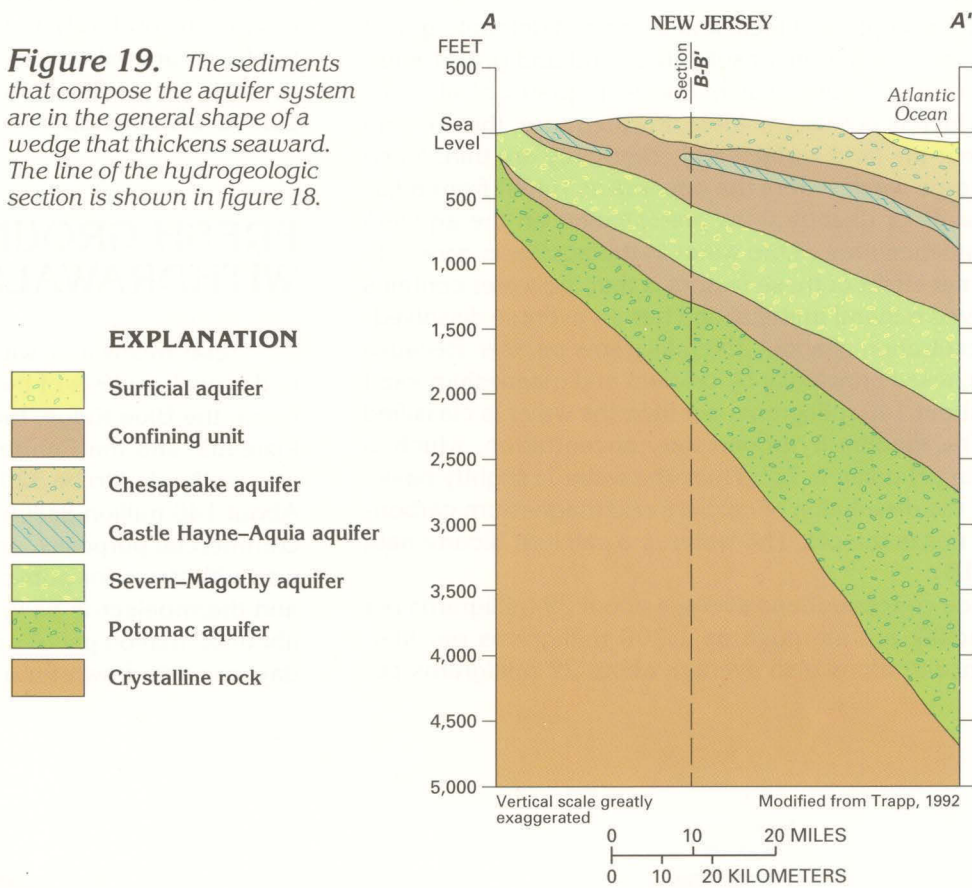 Figure 19. The sediments
that compose the aquifer system
are in the general shape of a
wedge that thickens seaward.
The line of the hydrogeologic
section is shown in figure 18.
EXPLANATION
Surficial aquifer
Confining unit
Chesapeake aquifer
Castle Hayne–Aquia aquifer
Severn–Magothy aquifer
Potomac aquifer
Crystalline rock
A
NEW JERSEY
A'
FEET
500
Section
B-B'
Atlantic
Ocean
Sea
Level
500
1,000
1,500
2,000
2,500
3,000
3,500
4,000
4,500
5,000
Vertical scale greatly
exaggerated
Modified from Trapp, 1992
0 10 20 MILES
0 10 20 KILOMETERS